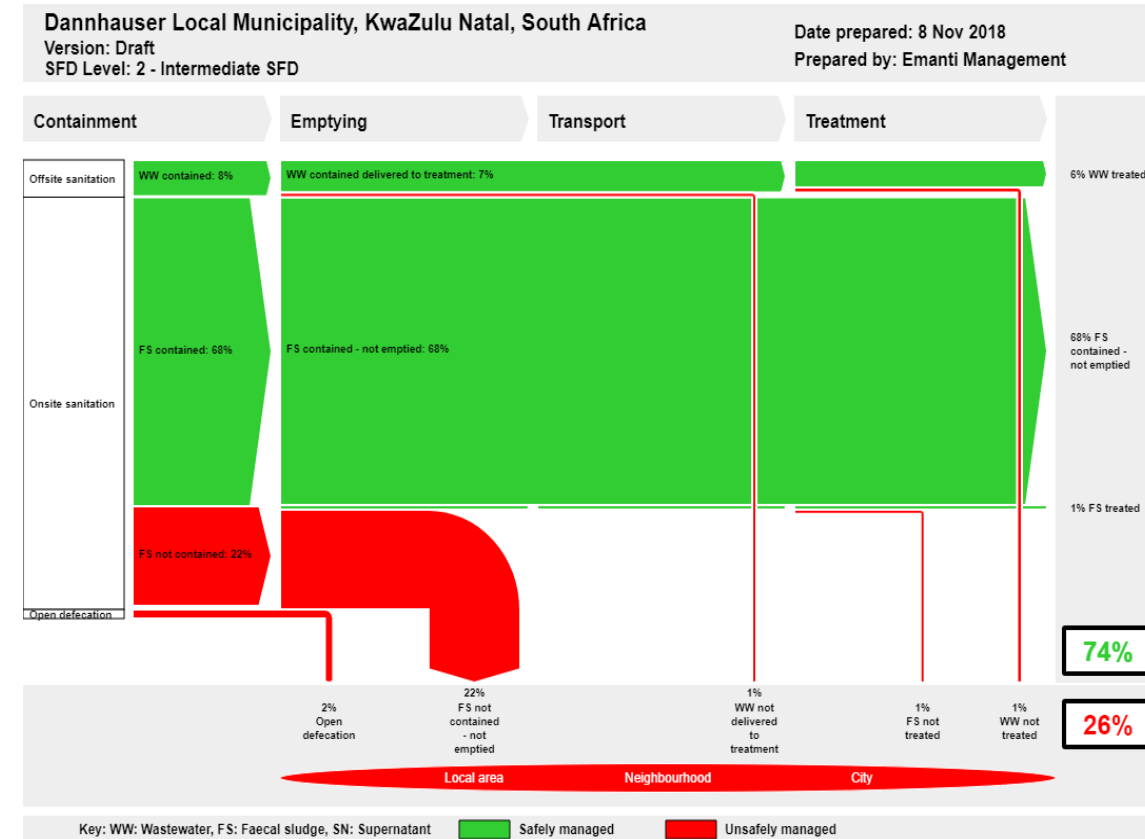 Dannhauser Local Municipality, KwaZulu Natal, South Africa
Version: Draft
SFD Level: 2 - Intermediate SFD
Date prepared: 8 Nov 2018
Prepared by: Emanti Management
Containment
Emptying
Transport
Treatment
Offsite sanitation
WW contained: 8%
WW contained delivered to treatment: 7%
6% WW treated
FS contained: 68%
FS contained - not emptied: 68%
68% FS
contained -
not emptied
Onsite sanitation
1% FS treated
FS not contained: 22%
Open defecation
74%
2%
Open
defecation
22%
FS not
contained
- not
emptied
1%
WW not
delivered
to
treatment
1%
FS not
treated
1%
WW not
treated
26%
Local area
Neighbourhood
City
Key: WW: Wastewater, FS: Faecal sludge, SN: Supernatant
Safely managed
Unsafely managed